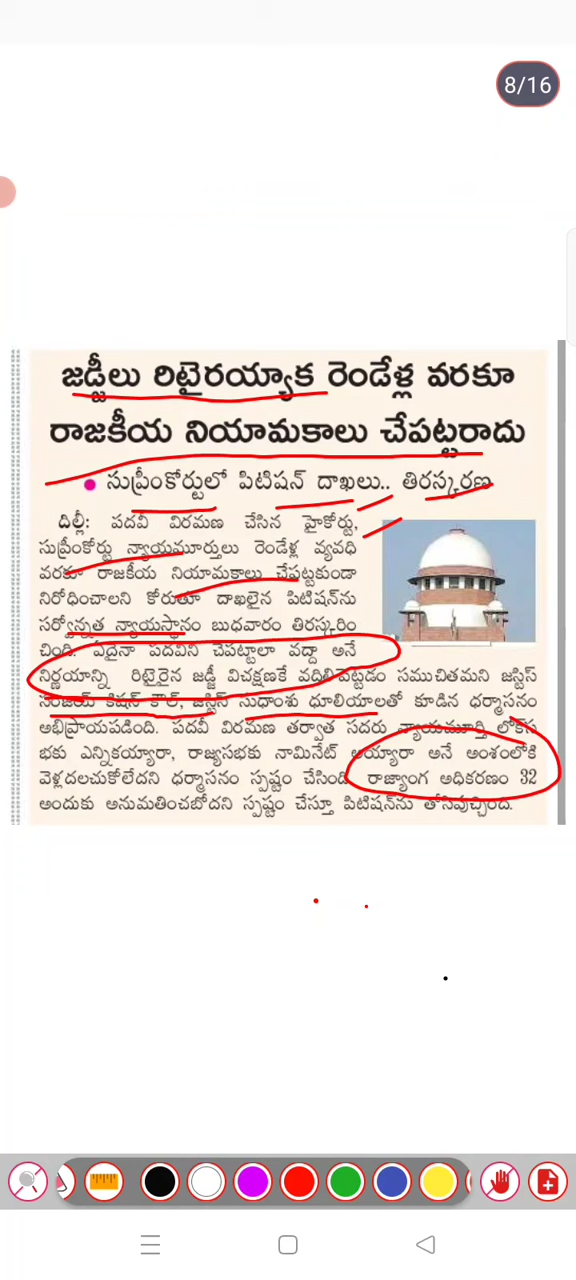 8/16
జడ్జీలు రిటైరయ్యాక రెండేళ్ల వరకూ
రాజకీయ నియామకాలు చేపట్టరాదు
సుప్రీంకోర్టులో పిటిషన్ దాఖలు.. తిరస్కరణ
దిల్లీ: పదవీ విరమణ చేసిన హైకోర్టు,
సుప్రీంకోర్టు న్యాయమూర్తులు రెండేళ్ల వ్యవధి
వరకూ రాజకీయ నియామకాలు చేపట్టకుండా
నిరోధించాలని కోరుతూ దాఖలైన పిటిషన్‌ను
సర్వోన్నత న్యాయస్థానం బుధవారం తిరస్కరిం
చింది. ఏదైనా పదవిని చేపట్టాలా వద్దా అనే
నిర్ణయాన్ని రిటైరైన జడ్జీ విచక్షణకే వదిలిపెట్టడం సముచితమని జస్టిస్
సంజయ్ కిషన్ కౌల్, జస్టిస్ సుధాంశు ధూలియాలతో కూడిన ధర్మాసనం
అభిప్రాయపడింది. పదవీ విరమణ తర్వాత సదరు న్యాయమూర్తి లోక్‌స
భకు ఎన్నికయ్యారా, రాజ్యసభకు నామినేట్ అయ్యారా అనే అంశంలోకి
వెళ్లదలచుకోలేదని ధర్మాసనం స్పష్టం చేసింది. రాజ్యాంగ అధికరణం 32
అందుకు అనుమతించబోదని స్పష్టం చేస్తూ పిటిషన్‌ను తోసిపుచ్చింది.